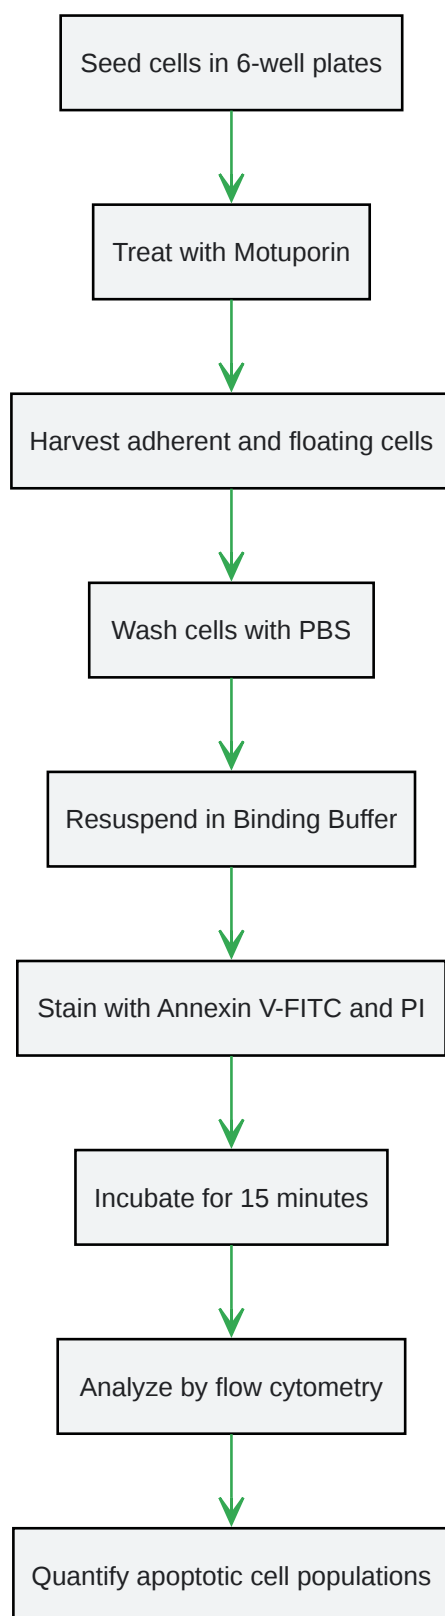 Seed cells in 6-well plates
Treat with Motuporin
Harvest adherent and floating cells
Wash cells with PBS
Resuspend in Binding Buffer
Stain with Annexin V-FITC and PI
Incubate for 15 minutes
Analyze by flow cytometry
Quantify apoptotic cell populations